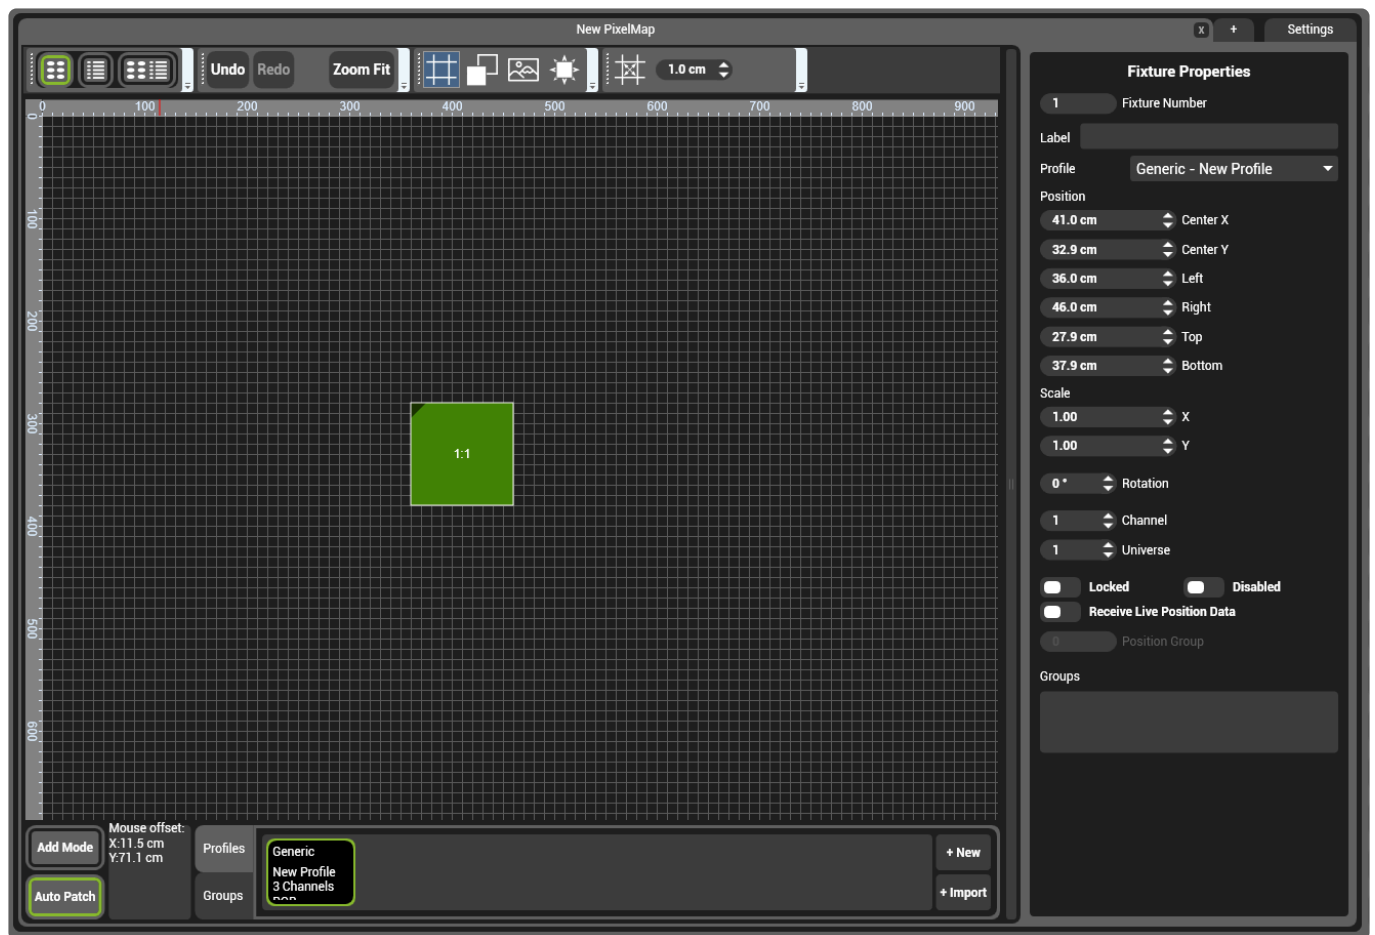 New PixelMap
x
+
Settings
Undo
Redo
Zoom Fit
1.0 cm
0 100 200 300 400 500 600 700 800 900
0
100
200
300
400
500
600
1:1
Fixture Properties
1 Fixture Number
Label
Profile Generic - New Profile
Position
41.0 cm Center X
32.9 cm Center Y
36.0 cm Left
46.0 cm Right
27.9 cm Top
37.9 cm Bottom
Scale
1.00 X
1.00 Y
0 ° Rotation
1 Channel
1 Universe
Locked Disabled
Receive Live Position Data
0 Position Group
Groups
Add Mode
Mouse offset:
X:11.5 cm
Y:71.1 cm
Auto Patch
Profiles
Groups
Generic
New Profile
3 Channels
+ New
+ Import